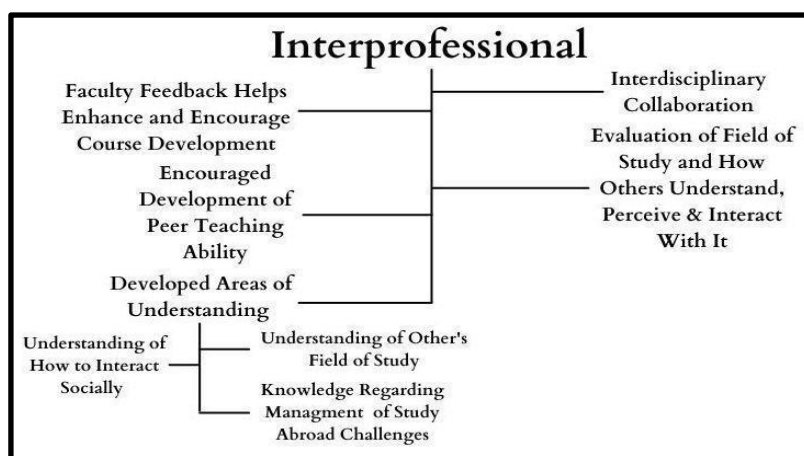 Interprofessional
Faculty Feedback Helps
Enhance and Encourage
Course Development
Encouraged
Development of
Peer Teaching
Ability
Developed Areas of
Understanding
Understanding of
How to Interact
Socially
Understanding of Other's
Field of Study
Knowledge Regarding
Managment of Study
Abroad Challenges
Interdisciplinary
Collaboration
Evaluation of Field of
Study and How
Others Understand,
Perceive & Interact
With It